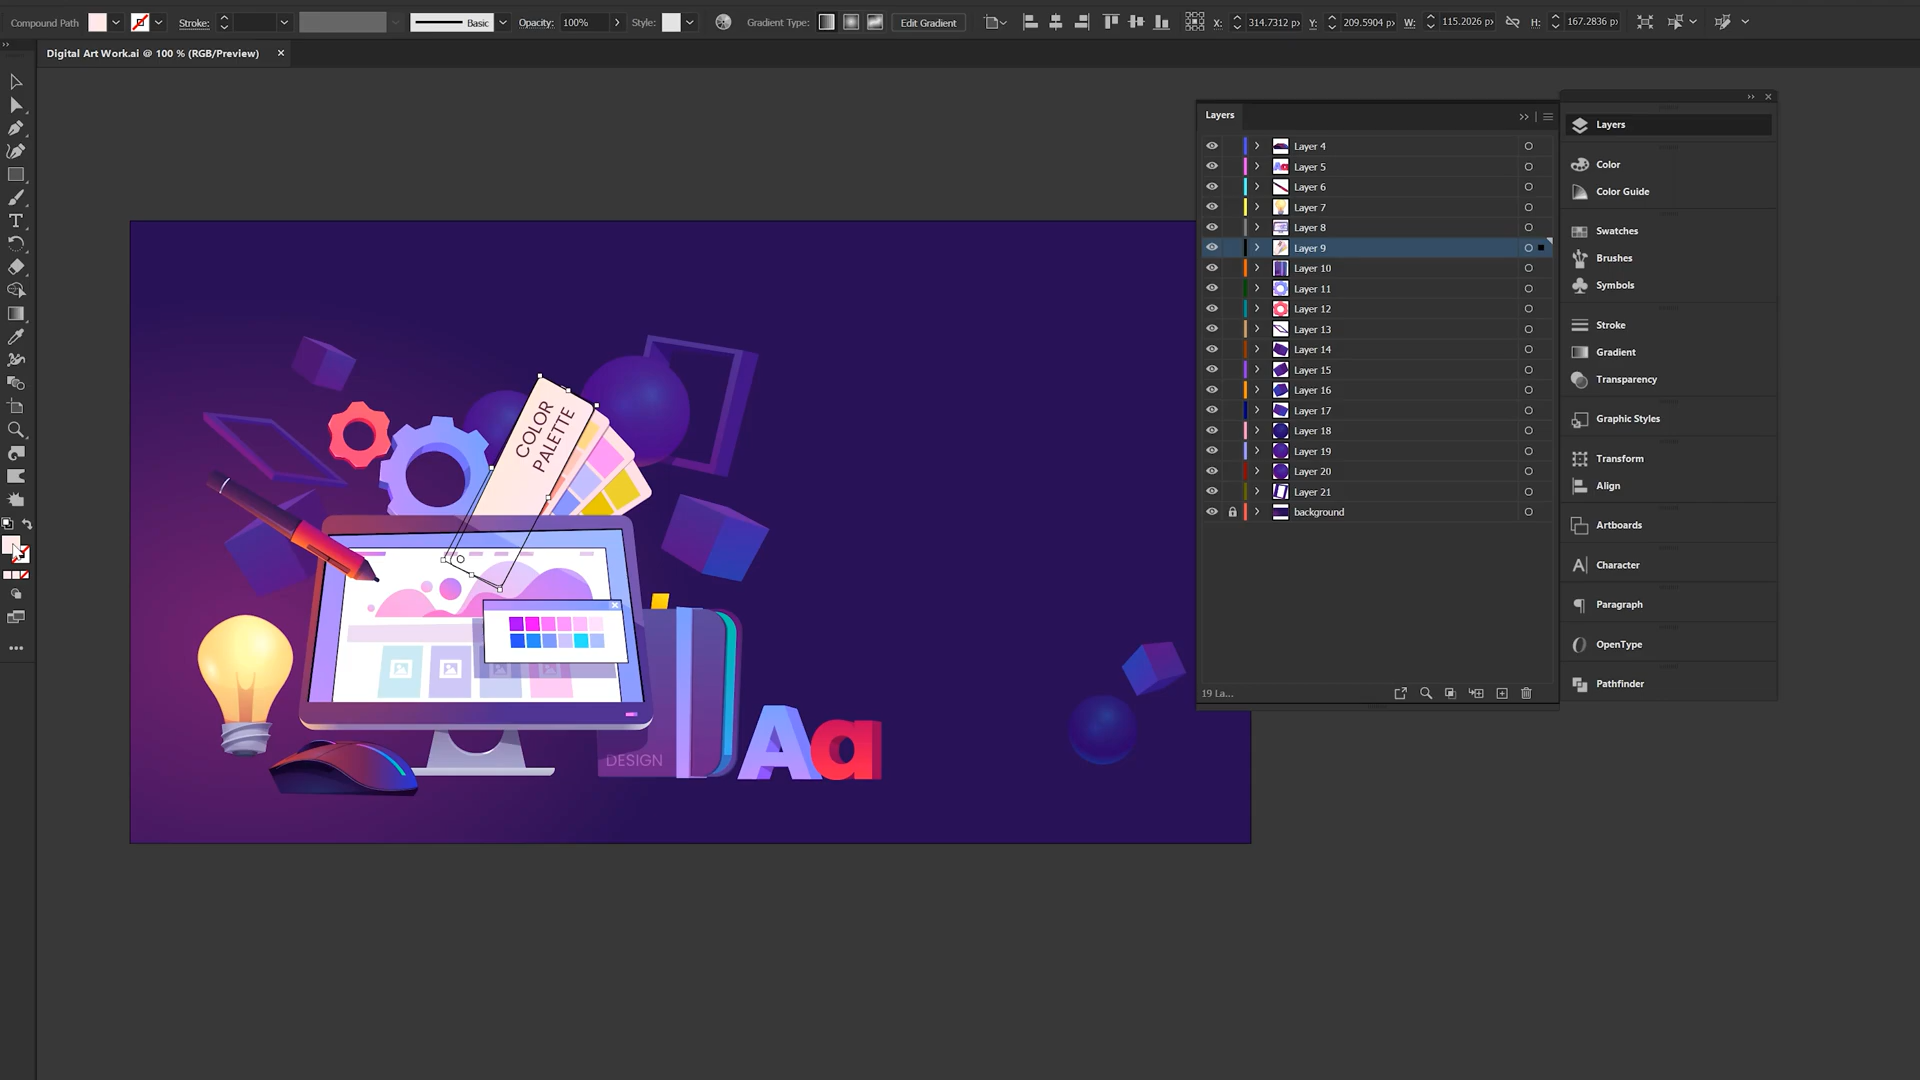 Compound Path
Stroke:
Basic
Opacity: 100%
Style:
Gradient Type:
Edit Gradient
X: 314.7312 px
Y: 209.5904 px
W: 115.2026 px
H: 167.2836 px
Digital Art Work.ai @ 100 % (RGB/Preview)
COLOR
PALETTE
DESIGN
Aa
Layers
Layer 4
Layer 5
Layer 6
Layer 7
Layer 8
Layer 9
Layer 10
Layer 11
Layer 12
Layer 13
Layer 14
Layer 15
Layer 16
Layer 17
Layer 18
Layer 19
Layer 20
Layer 21
background
19 La...
Layers
Color
Color Guide
Swatches
Brushes
Symbols
Stroke
Gradient
Transparency
Graphic Styles
Transform
Align
Artboards
Character
Paragraph
OpenType
Pathfinder